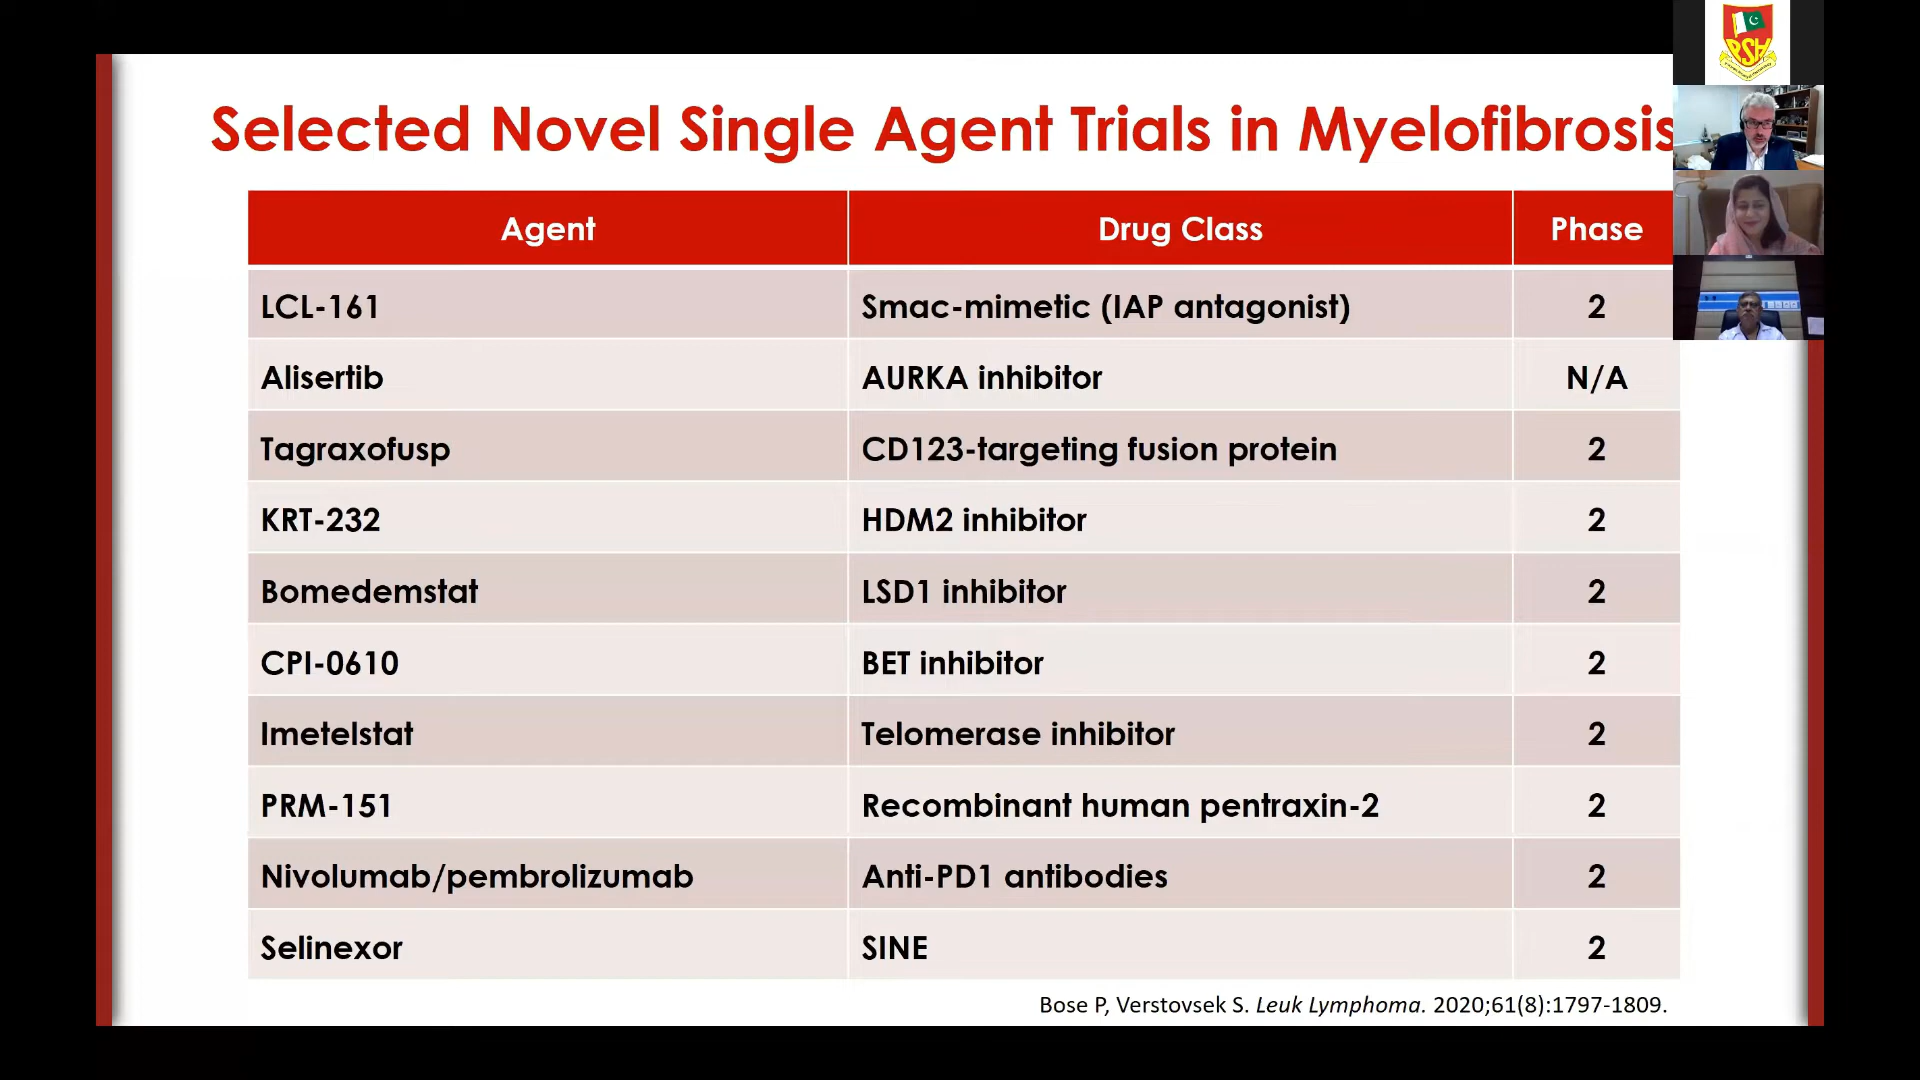 Selected Novel Single Agent Trials in Myelofibrosis
Agent Drug Class Phase
LCL-161 Smac-mimetic (IAP antagonist) 2
Alisertib AURKA inhibitor N/A
Tagraxofusp CD123-targeting fusion protein 2
KRT-232 HDM2 inhibitor 2
Bomedemstat LSD1 inhibitor 2
CPI-0610 BET inhibitor 2
Imetelstat Telomerase inhibitor 2
PRM-151 Recombinant human pentraxin-2 2
Nivolumab/pembrolizumab Anti-PD1 antibodies 2
Selinexor SINE 2
Bose P, Verstovsek S. Leuk Lymphoma. 2020;61(8):1797-1809.
PSH